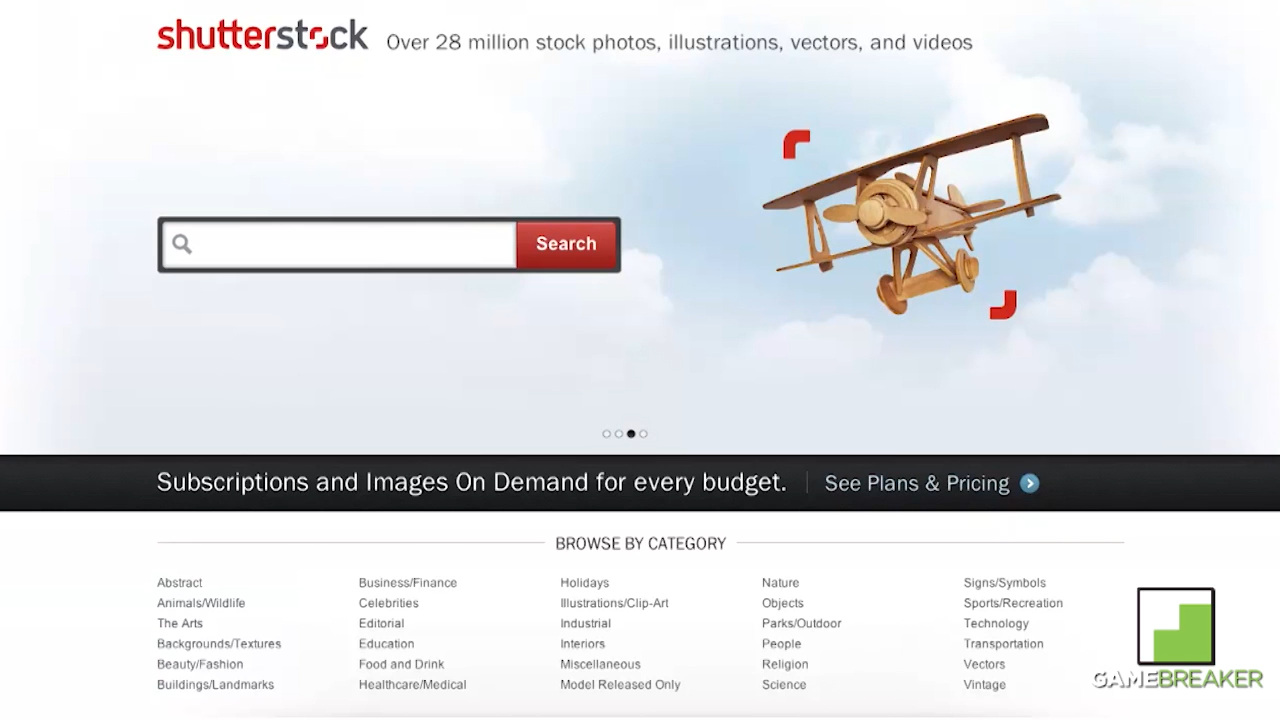 shutterstock Over 28 million stock photos, illustrations, vectors, and videos
Search
Subscriptions and Images On Demand for every budget. See Plans & Pricing
BROWSE BY CATEGORY
Abstract Business/Finance Holidays Nature Signs/Symbols
Animals/Wildlife Celebrities Illustrations/Clip-Art Objects Sports/Recreation
The Arts Editorial Industrial Parks/Outdoor Technology
Backgrounds/Textures Education Interiors People Transportation
Beauty/Fashion Food and Drink Miscellaneous Religion Vectors
Buildings/Landmarks Healthcare/Medical Model Released Only Science Vintage
GAMEBREAKER